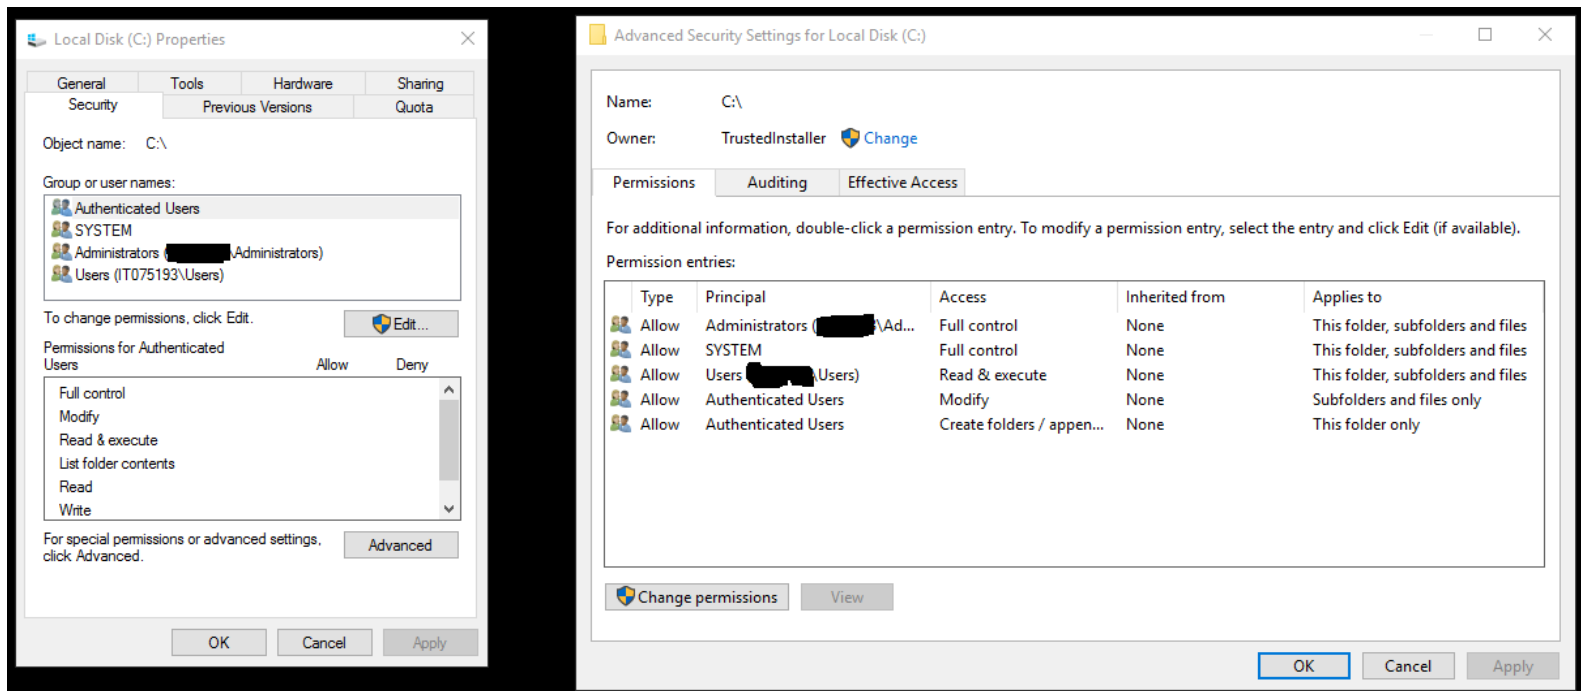 Local Disk (C:) Properties
General Tools Hardware Sharing
Security Previous Versions Quota
Object name: C:\
Group or user names:
Authenticated Users
SYSTEM
Administrators ( \Administrators)
Users (IT075193\Users)
To change permissions, click Edit.
Edit...
Permissions for Authenticated
Users Allow Deny
Full control
Modify
Read & execute
List folder contents
Read
Write
For special permissions or advanced settings,
click Advanced.
Advanced
OK Cancel Apply
Advanced Security Settings for Local Disk (C:)
Name: C:\
Owner: TrustedInstaller Change
Permissions Auditing Effective Access
For additional information, double-click a permission entry. To modify a permission entry, select the entry and click Edit (if available).
Permission entries:
Type Principal Access Inherited from Applies to
Allow Administrators ( \Ad... Full control None This folder, subfolders and files
Allow SYSTEM Full control None This folder, subfolders and files
Allow Users ( \Users) Read & execute None This folder, subfolders and files
Allow Authenticated Users Modify None Subfolders and files only
Allow Authenticated Users Create folders / appen... None This folder only
Change permissions View
OK Cancel Apply